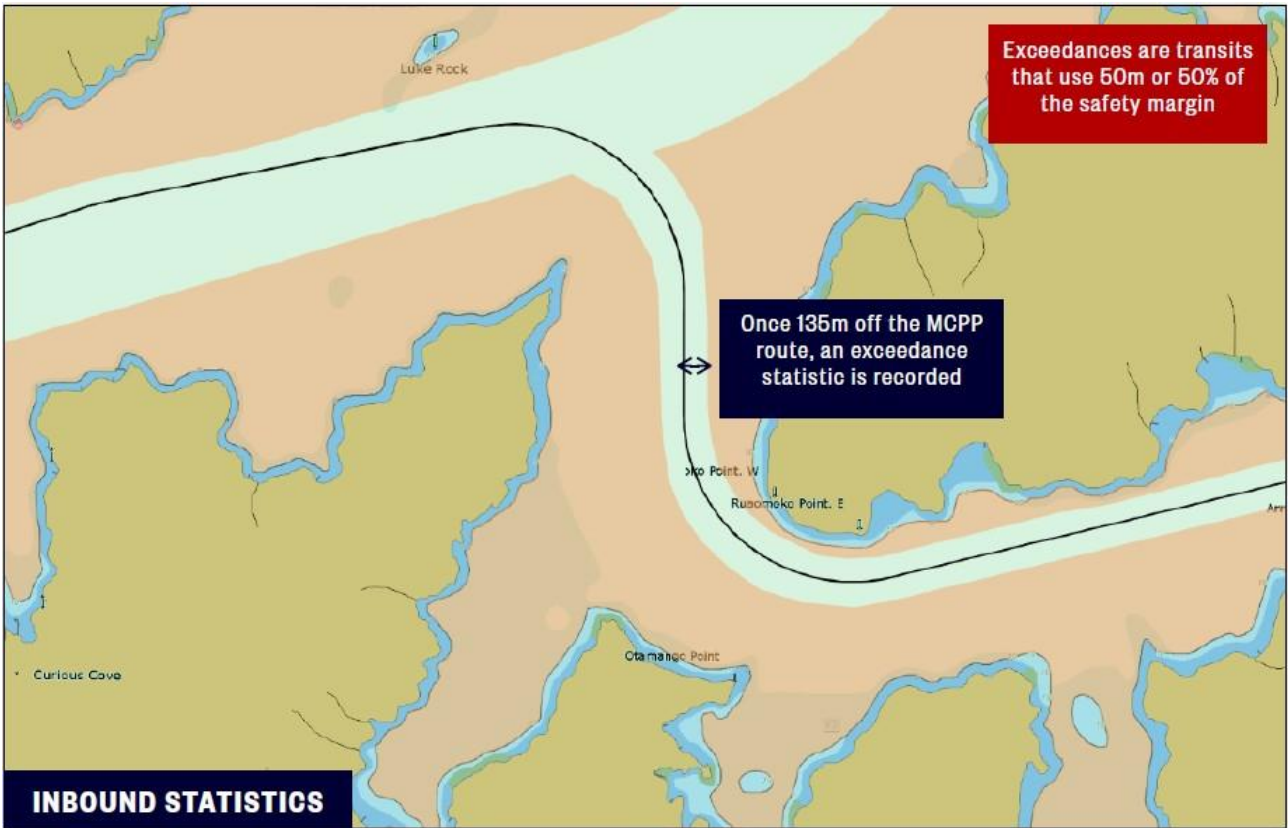 Luke Rock
Exceedances are transits
that use 50m or 50% of
the safety margin
Once 135m off the MCPP
route, an exceedance
statistic is recorded
Point. W
Ruaomoko Point. E
Otamango Point
Curious Cove
INBOUND STATISTICS